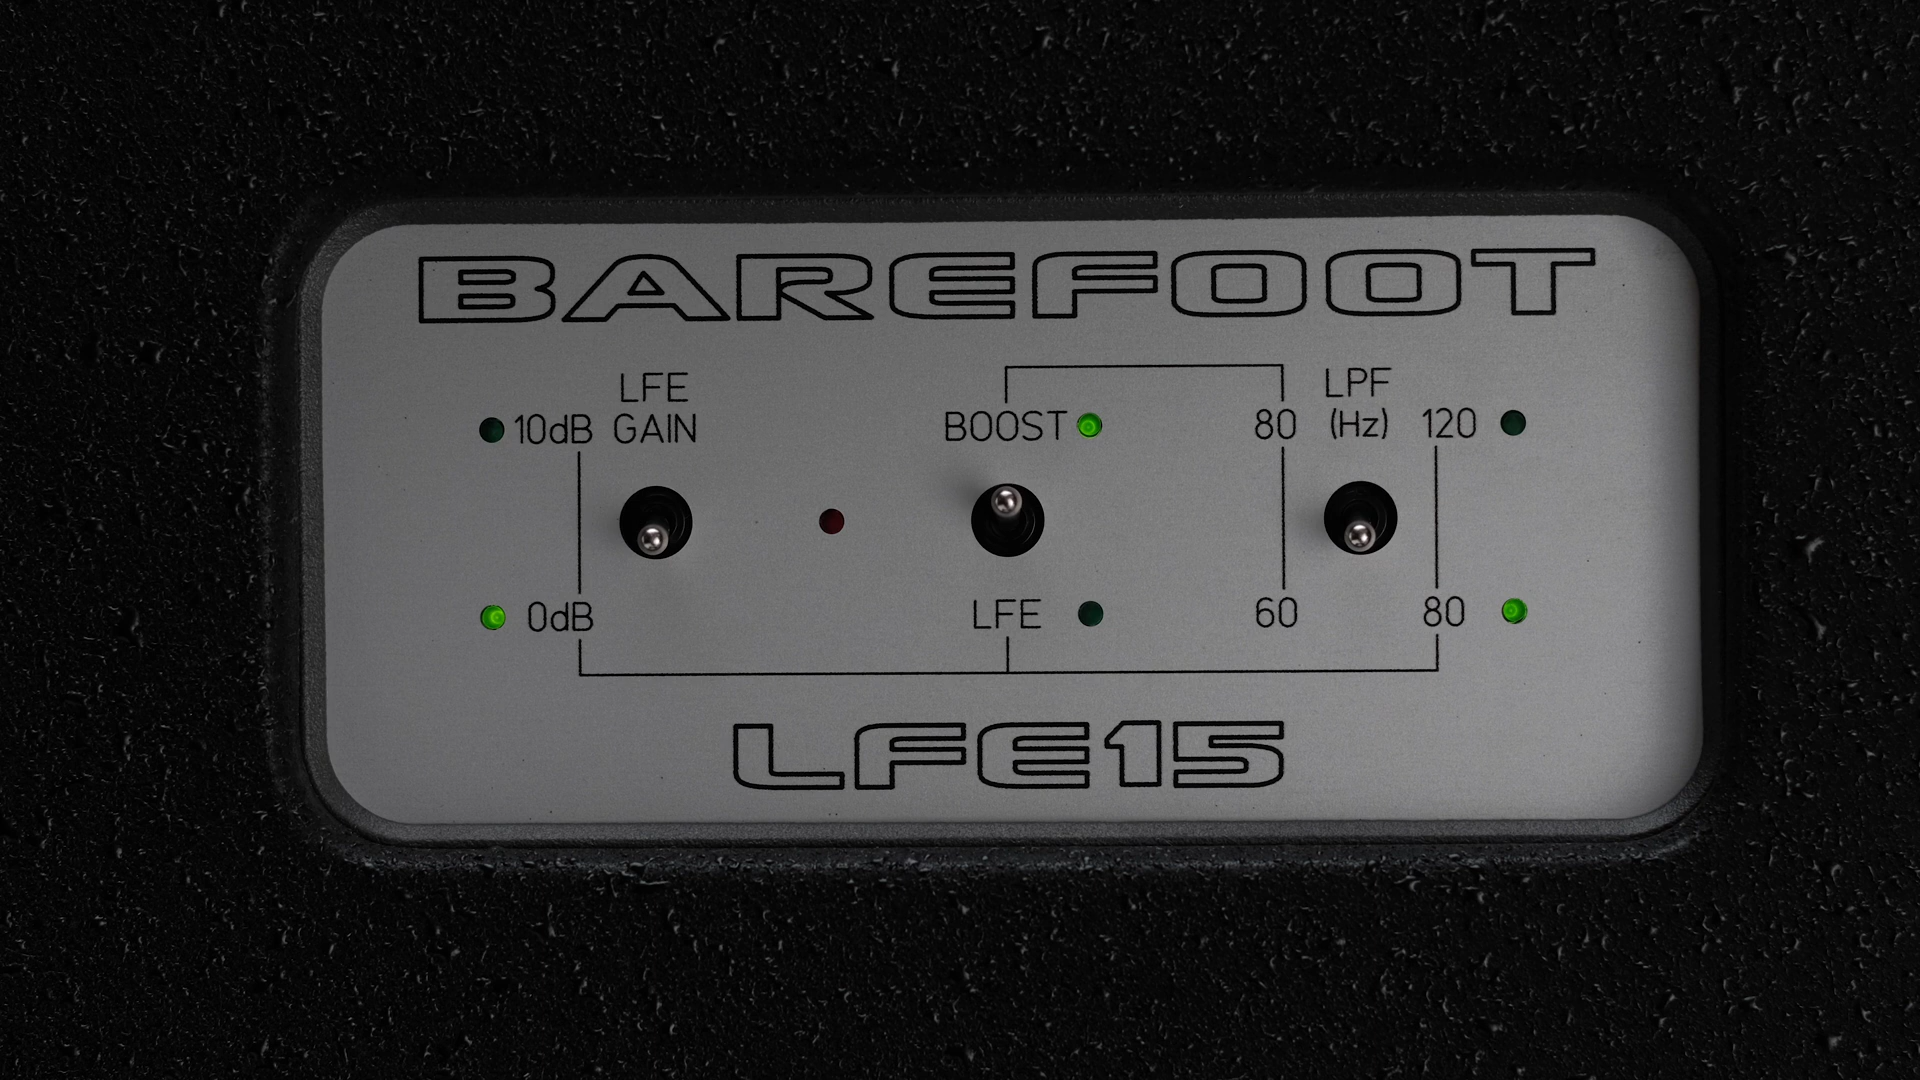 BAREFOOT
LFE
GAIN
10dB
0dB
BOOST
LFE
LPF
(Hz)
80
120
60
80
LFE15